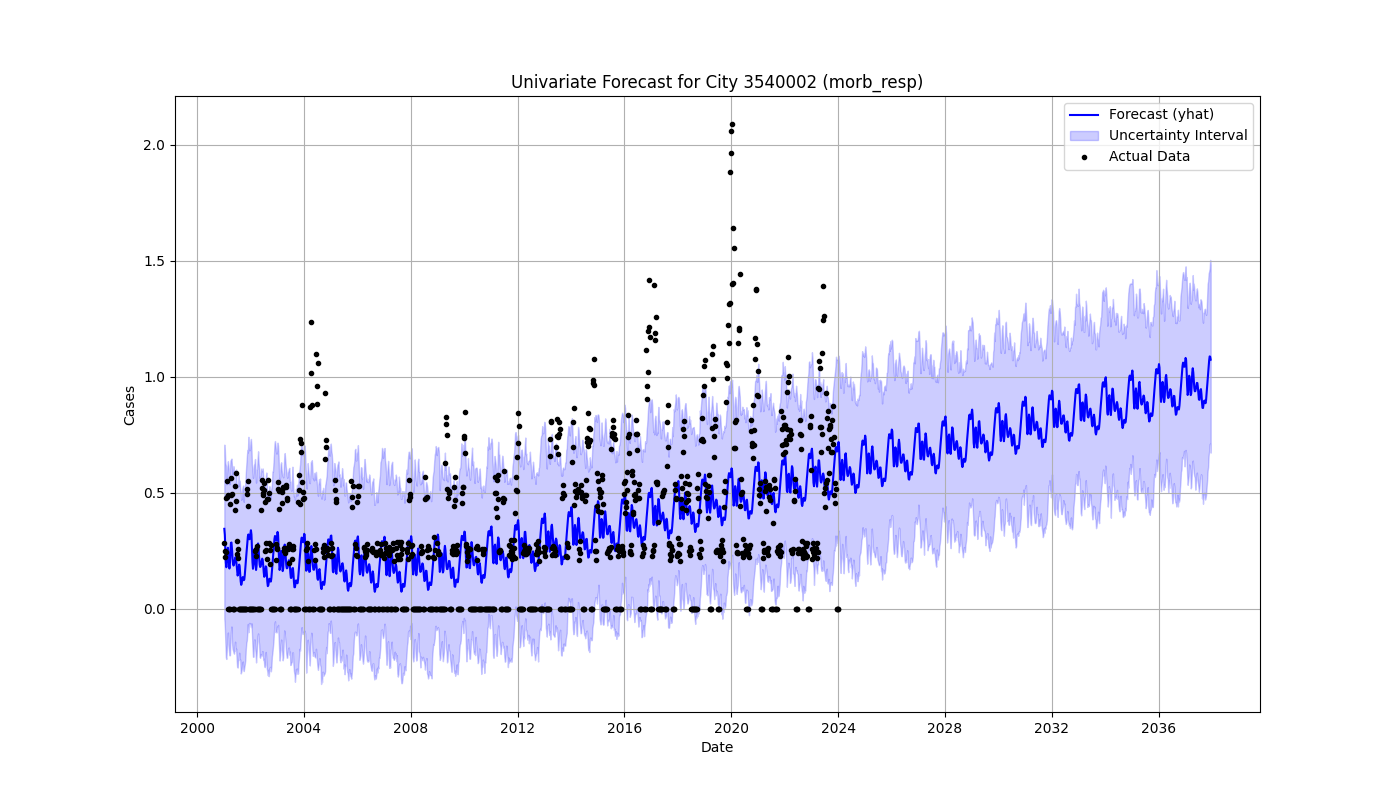 Univariate Forecast for City 3540002 (morb_resp)
Forecast (yhat)
Uncertainty Interval
Actual Data
2.0
1.5
1.0
0.5
0.0
Cases
2000 2004 2008 2012 2016 2020 2024 2028 2032 2036
Date